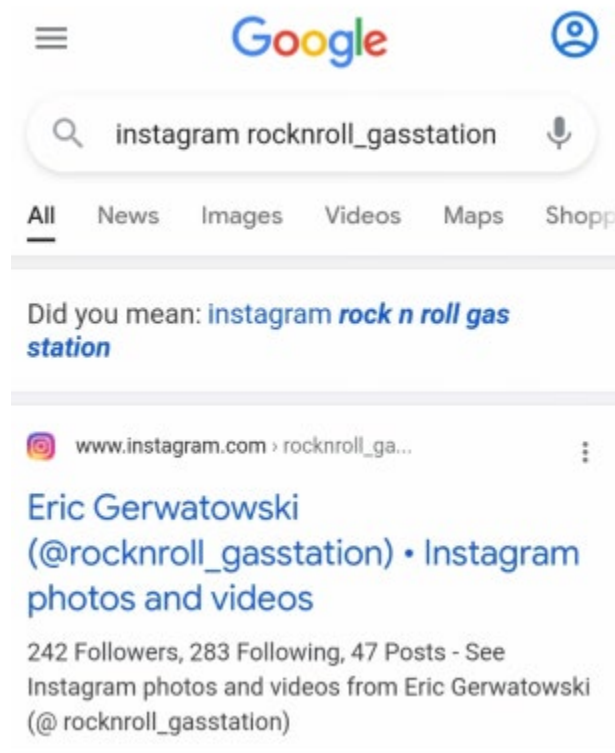 Google
instagram rocknroll_gasstation
All News Images Videos Maps Shopp
Did you mean: instagram rock n roll gas
station
www.instagram.com › rocknroll_ga...
Eric Gerwatowski
(@rocknroll_gasstation) • Instagram
photos and videos
242 Followers, 283 Following, 47 Posts - See
Instagram photos and videos from Eric Gerwatowski
(@ rocknroll_gasstation)